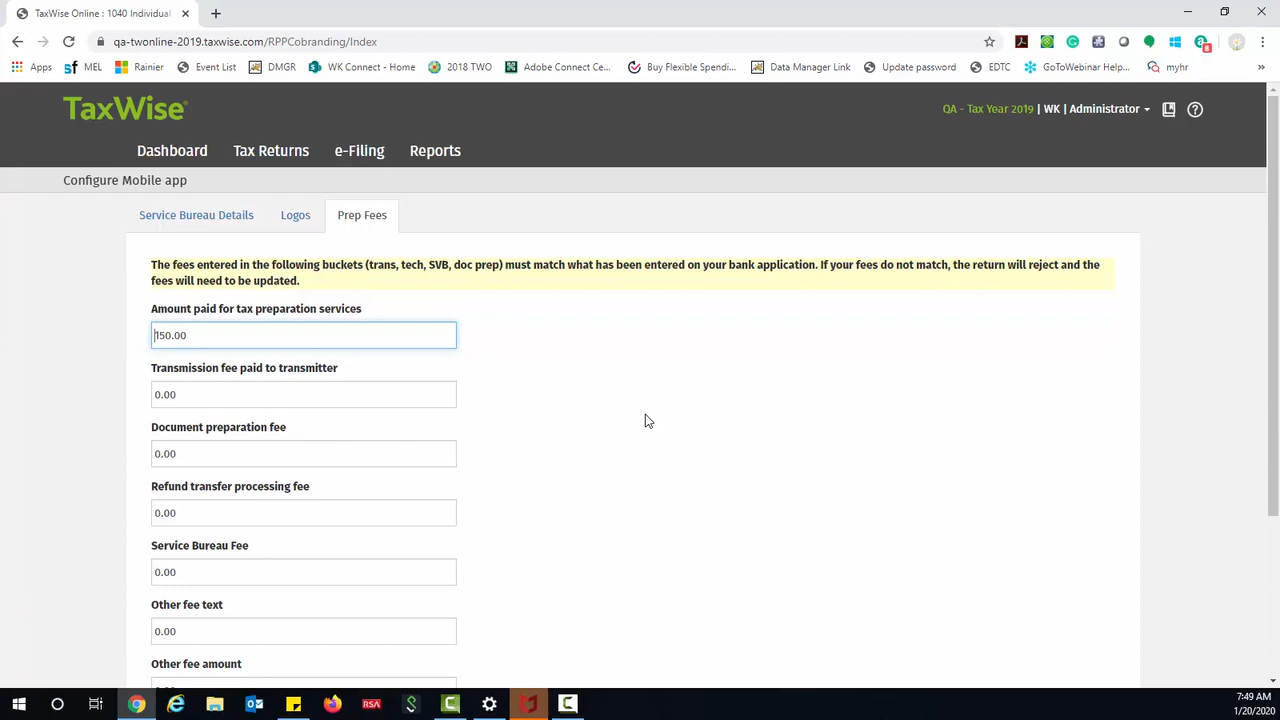 TaxWise Online : 1040 Individual
qa-twonline-2019.taxwise.com/RPPCobranding/Index
Apps MEL Rainier Event List DMGR WK Connect - Home 2018 TWO Adobe Connect Ce... Buy Flexible Spendi... Data Manager Link Update password EDTC GoToWebinar Help... myhr »
TaxWise®
QA - Tax Year 2019 | WK | Administrator
Dashboard Tax Returns e-Filing Reports
Configure Mobile app
Service Bureau Details Logos Prep Fees
The fees entered in the following buckets (trans, tech, SVB, doc prep) must match what has been entered on your bank application. If your fees do not match, the return will reject and the
fees will need to be updated.
Amount paid for tax preparation services
150.00
Transmission fee paid to transmitter
0.00
Document preparation fee
0.00
Refund transfer processing fee
0.00
Service Bureau Fee
0.00
Other fee text
0.00
Other fee amount
RSA
7:49 AM
1/20/2020